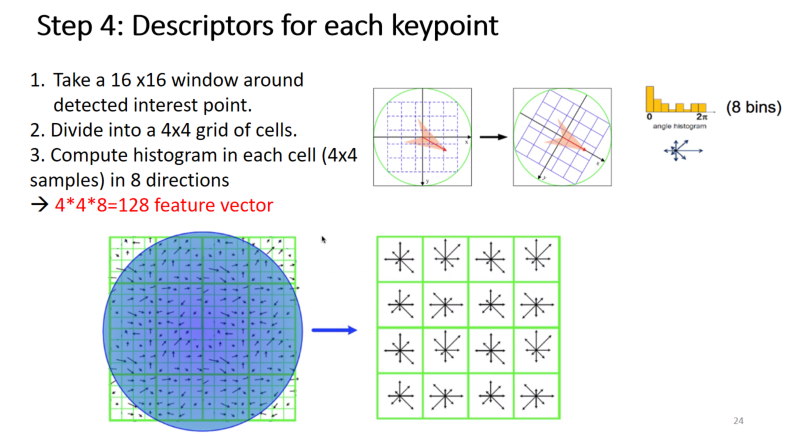 Step 4: Descriptors for each keypoint
1. Take a 16 x16 window around
detected interest point.
2. Divide into a 4x4 grid of cells.
3. Compute histogram in each cell (4x4
samples) in 8 directions
→ 4*4*8=128 feature vector
x
y
x
y
0 2π
angle histogram
(8 bins)
24